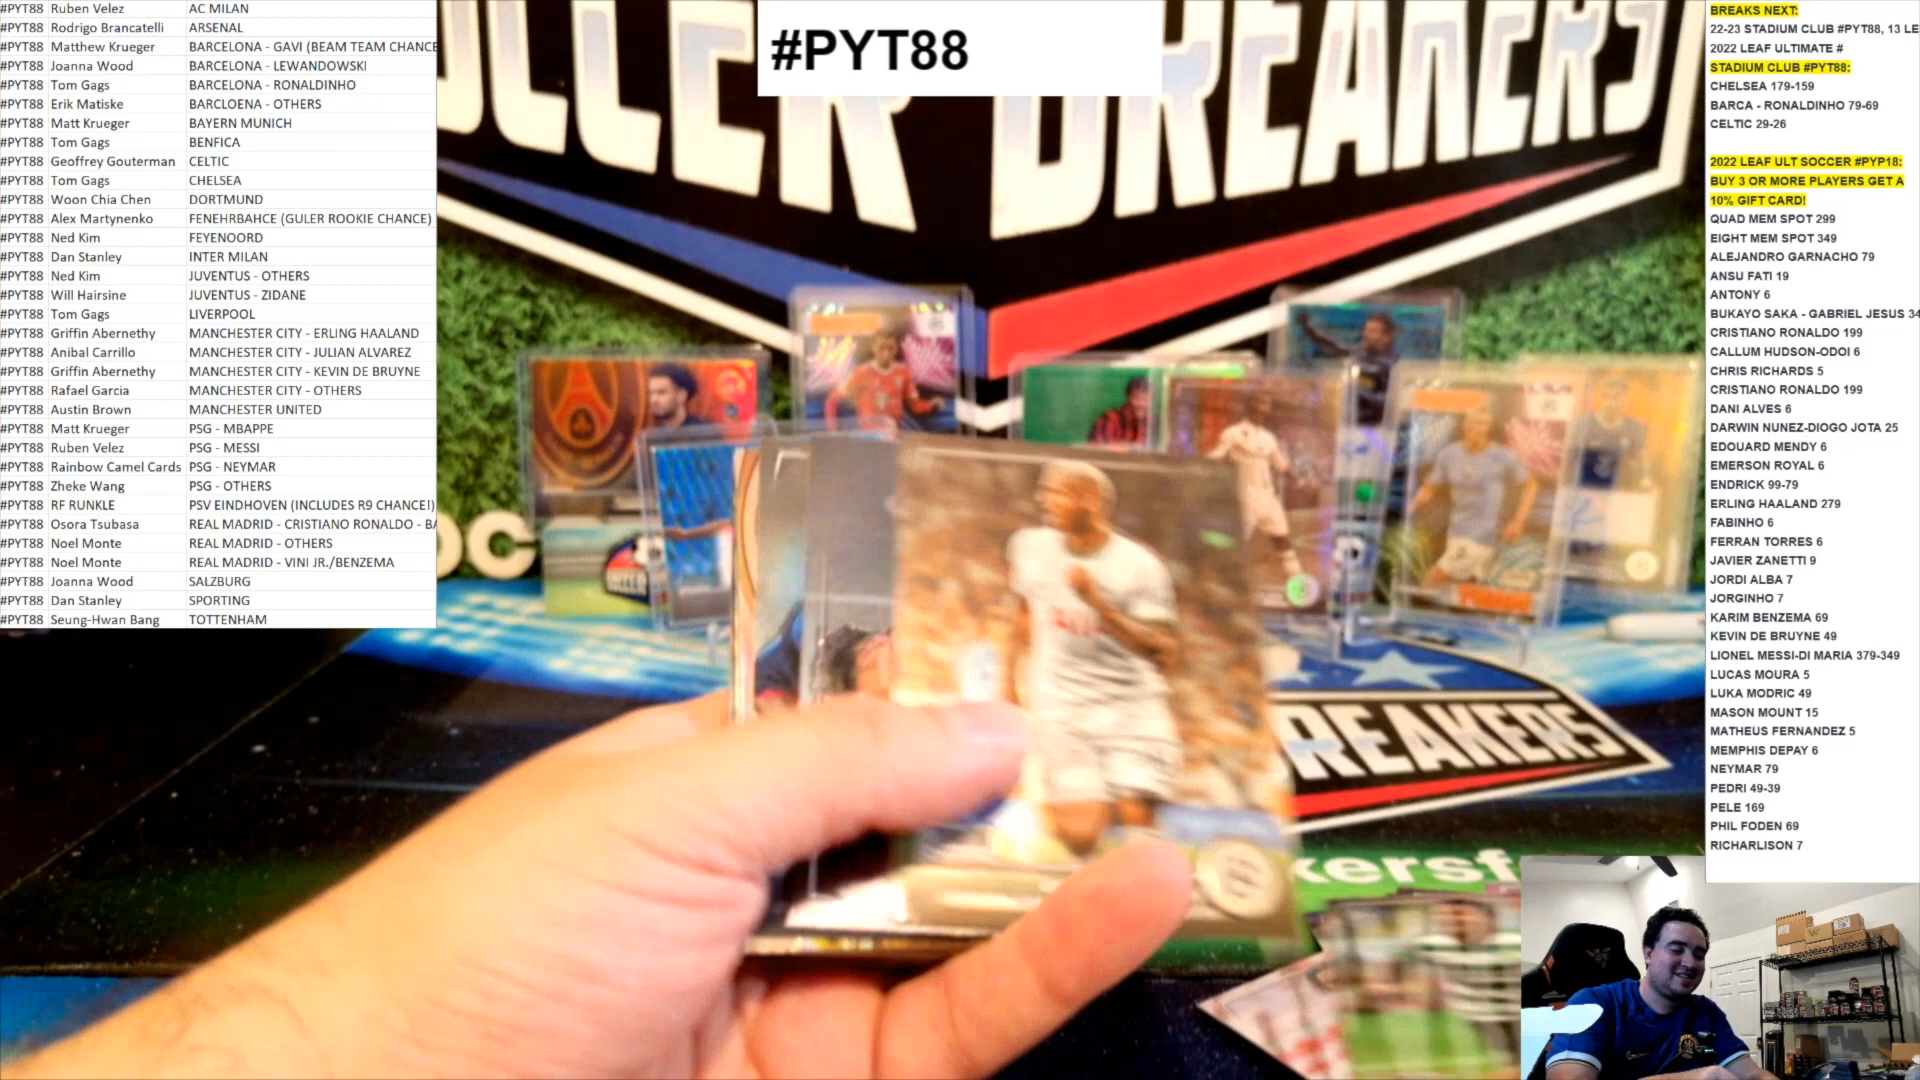 #PYT88 Ruben Velez AC MILAN
#PYT88 Rodrigo Brancatelli ARSENAL
#PYT88 Matthew Krueger BARCELONA - GAVI (BEAM TEAM CHANCE
#PYT88 Joanna Wood BARCELONA - LEWANDOWSKI
#PYT88 Tom Gags BARCELONA - RONALDINHO
#PYT88 Erik Matiske BARCLOENA - OTHERS
#PYT88 Matt Krueger BAYERN MUNICH
#PYT88 Tom Gags BENFICA
#PYT88 Geoffrey Gouterman CELTIC
#PYT88 Tom Gags CHELSEA
#PYT88 Woon Chia Chen DORTMUND
#PYT88 Alex Martynenko FENEHRBAHCE (GULER ROOKIE CHANCE)
#PYT88 Ned Kim FEYENOORD
#PYT88 Dan Stanley INTER MILAN
#PYT88 Ned Kim JUVENTUS - OTHERS
#PYT88 Will Hairsine JUVENTUS - ZIDANE
#PYT88 Tom Gags LIVERPOOL
#PYT88 Griffin Abernethy MANCHESTER CITY - ERLING HAALAND
#PYT88 Anibal Carrillo MANCHESTER CITY - JULIAN ALVAREZ
#PYT88 Griffin Abernethy MANCHESTER CITY - KEVIN DE BRUYNE
#PYT88 Rafael Garcia MANCHESTER CITY - OTHERS
#PYT88 Austin Brown MANCHESTER UNITED
#PYT88 Matt Krueger PSG - MBAPPE
#PYT88 Ruben Velez PSG - MESSI
#PYT88 Rainbow Camel Cards PSG - NEYMAR
#PYT88 Zheke Wang PSG - OTHERS
#PYT88 RF RUNKLE PSV EINDHOVEN (INCLUDES R9 CHANCE!)
#PYT88 Osora Tsubasa REAL MADRID - CRISTIANO RONALDO - BA
#PYT88 Noel Monte REAL MADRID - OTHERS
#PYT88 Noel Monte REAL MADRID - VINI JR./BENZEMA
#PYT88 Joanna Wood SALZBURG
#PYT88 Dan Stanley SPORTING
#PYT88 Seung-Hwan Bang TOTTENHAM
#PYT88
CCER BREAKERS
OC
BREAKERS
kersf
BREAKS NEXT:
22-23 STADIUM CLUB #PYT88, 13 LE
2022 LEAF ULTIMATE #
STADIUM CLUB #PYT88:
CHELSEA 179-159
BARCA - RONALDINHO 79-69
CELTIC 29-26
2022 LEAF ULT SOCCER #PYP18:
BUY 3 OR MORE PLAYERS GET A
10% GIFT CARD!
QUAD MEM SPOT 299
EIGHT MEM SPOT 349
ALEJANDRO GARNACHO 79
ANSU FATI 19
ANTONY 6
BUKAYO SAKA - GABRIEL JESUS 34
CRISTIANO RONALDO 199
CALLUM HUDSON-ODOI 6
CHRIS RICHARDS 5
CRISTIANO RONALDO 199
DANI ALVES 6
DARWIN NUNEZ-DIOGO JOTA 25
EDOUARD MENDY 6
EMERSON ROYAL 6
ENDRICK 99-79
ERLING HAALAND 279
FABINHO 6
FERRAN TORRES 6
JAVIER ZANETTI 9
JORDI ALBA 7
JORGINHO 7
KARIM BENZEMA 69
KEVIN DE BRUYNE 49
LIONEL MESSI-DI MARIA 379-349
LUCAS MOURA 5
LUKA MODRIC 49
MASON MOUNT 15
MATHEUS FERNANDEZ 5
MEMPHIS DEPAY 6
NEYMAR 79
PEDRI 49-39
PELE 169
PHIL FODEN 69
RICHARLISON 7